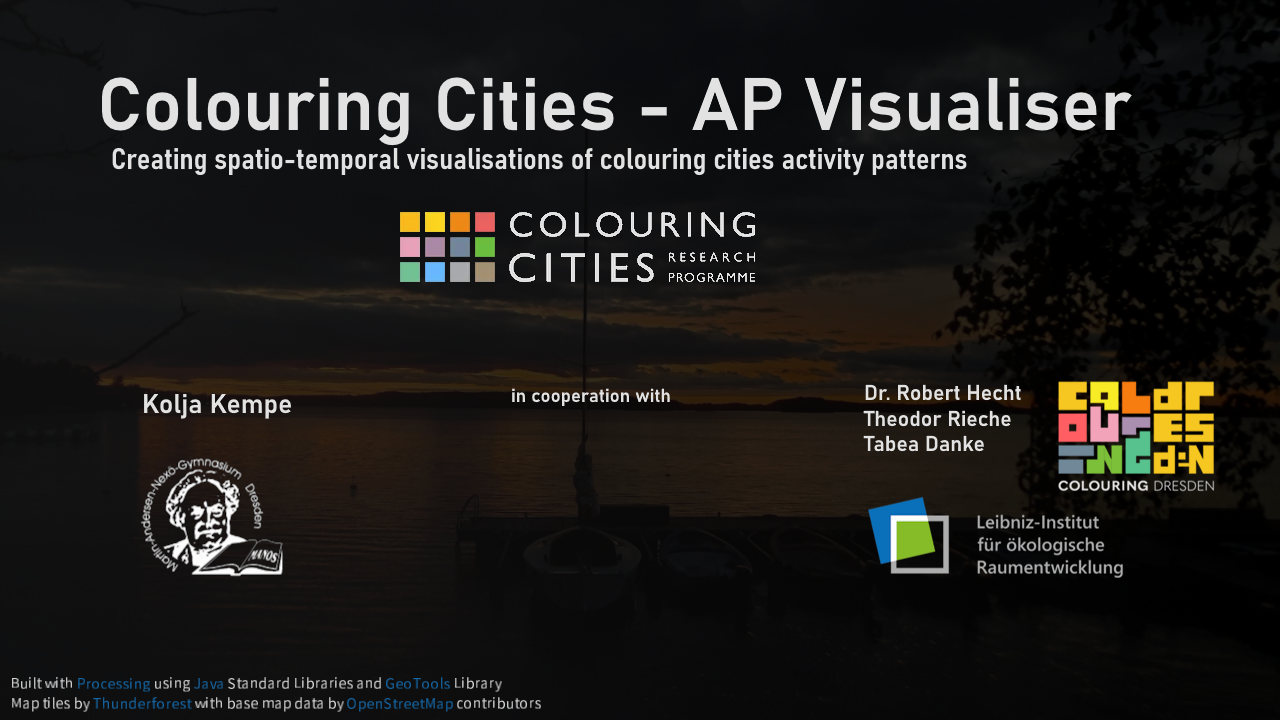 Colouring Cities - AP Visualiser
Creating spatio-temporal visualisations of colouring cities activity patterns
COLOURING
CITIES RESEARCH
PROGRAMME
Kolja Kempe
in cooperation with
Dr. Robert Hecht
Theodor Rieche
Tabea Danke
COLOURING DRESDEN
Martin-Andersen-Nexö-Gymnasium Dresden
MANOS
Leibniz-Institut
für ökologische
Raumentwicklung
Built with Processing using Java Standard Libraries and GeoTools Library
Map tiles by Thunderforest with base map data by OpenStreetMap contributors